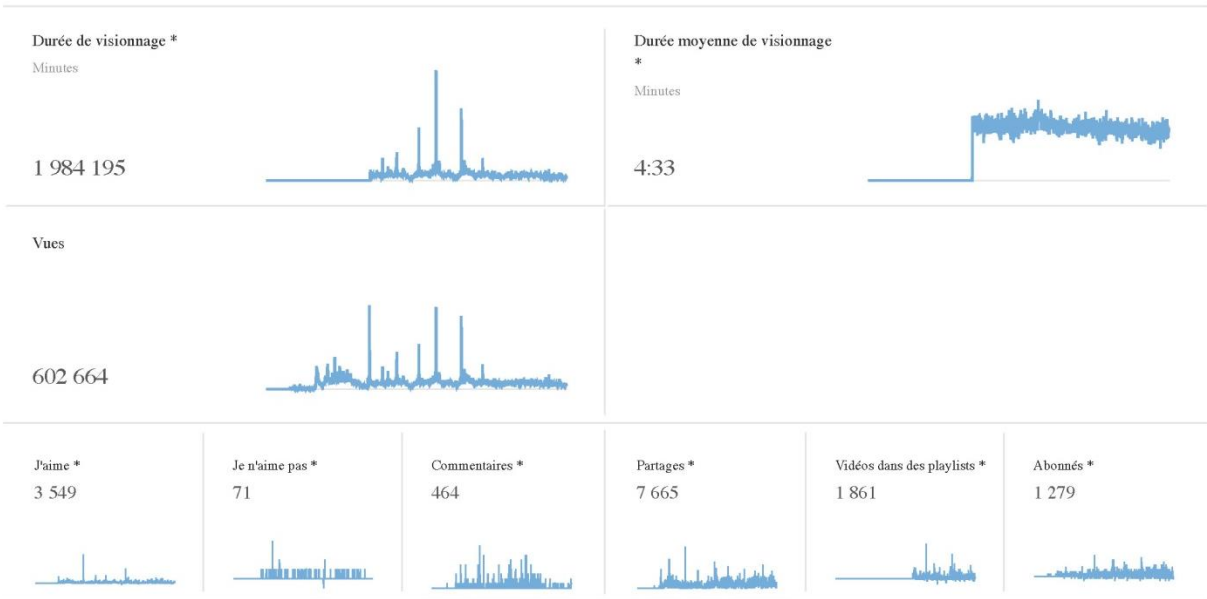 Durée de visionnage *
Minutes
1 984 195
Durée moyenne de visionnage
*
Minutes
4:33
Vues
602 664
J'aime *
3 549
Je n'aime pas *
71
Commentaires *
464
Partages *
7 665
Vidéos dans des playlists *
1 861
Abonnés *
1 279